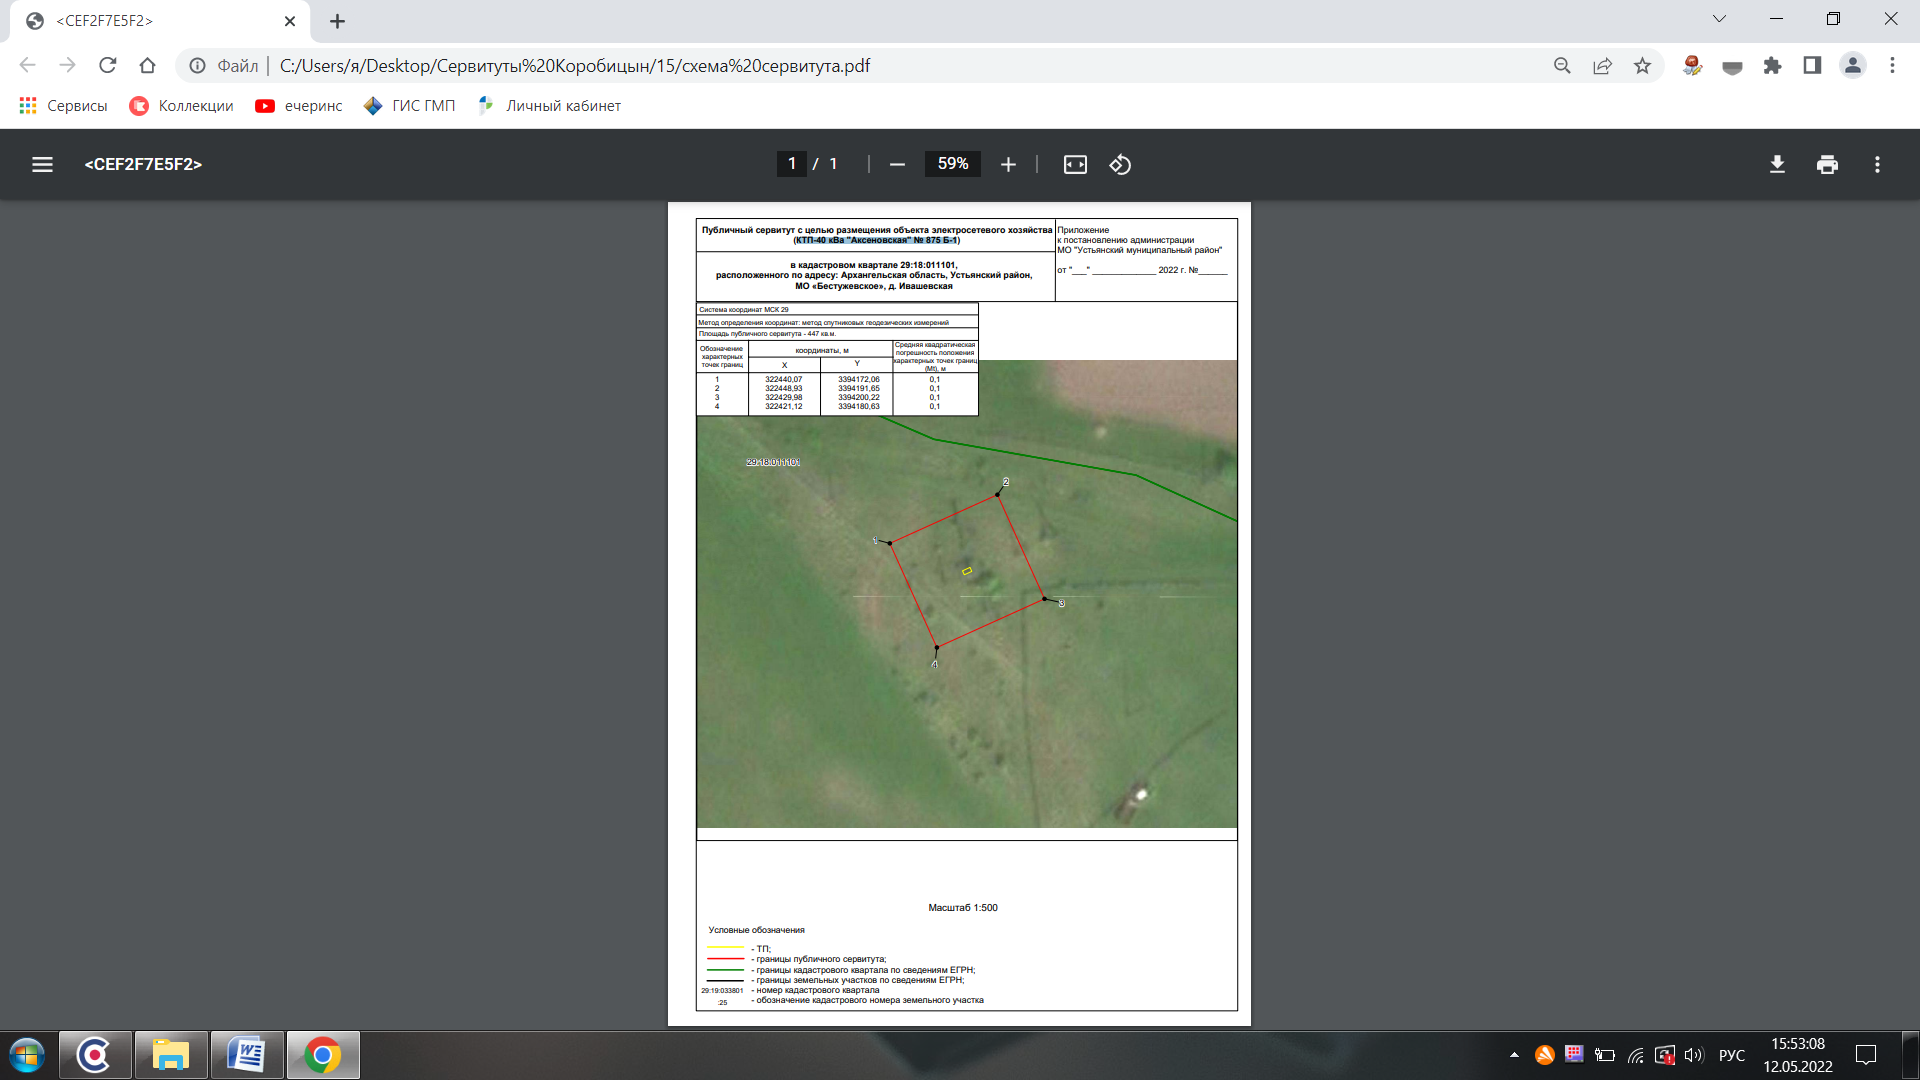 <CEF2F7E5F2>
Файл
C:/Users/я/Desktop/Сервитуты%20Коробицын/15/схема%20сервитута.pdf
Сервисы
Коллекции
ечеринс
ГИС ГМП
Личный кабинет
<CEF2F7E5F2>
1 / 1
59%
Публичный сервитут с целью размещения объекта электросетевого хозяйства
(КТП-40 кВа "Аксеновская" № 875 Б-1)
Приложение
к постановлению администрации
МО "Устьянский муниципальный район"
от "___" _____________ 2022 г. №______
в кадастровом квартале 29:18:011101,
расположенного по адресу: Архангельская область, Устьянский район,
МО «Бестужевское», д. Ивашевская
Система координат МСК 29
Метод определения координат: метод спутниковых геодезических измерений
Площадь публичного сервитута - 447 кв.м.
Обозначение характерных точек границ
координаты, м
X
Y
Средняя квадратическая погрешность положения характерных точек границ (Mt), м
1 322440,07 3394172,06 0,1
2 322448,93 3394191,65 0,1
3 322429,98 3394200,22 0,1
4 322421,12 3394180,63 0,1
29:18:011101
2
1
3
4
Масштаб 1:500
Условные обозначения
- ТП;
- границы публичного сервитута;
- границы кадастрового квартала по сведениям ЕГРН;
- границы земельных участков по сведениям ЕГРН;
29:19:033801 - номер кадастрового квартала
:25 - обозначение кадастрового номера земельного участка
РУС
15:53:08
12.05.2022